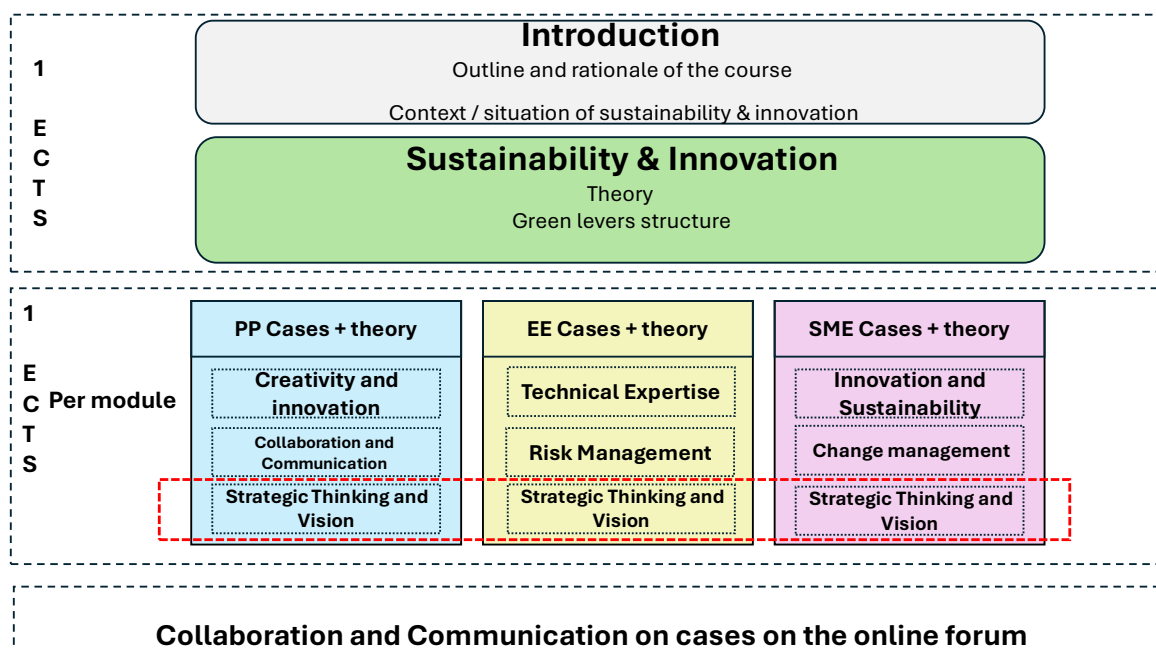 1
E
C
T
S
Introduction
Outline and rationale of the course
Context / situation of sustainability & innovation
Sustainability & Innovation
Theory
Green levers structure
1
E
C
T
S
Per module
PP Cases + theory
Creativity and
innovation
Collaboration and
Communication
Strategic Thinking and
Vision
EE Cases + theory
Technical Expertise
Risk Management
Strategic Thinking and
Vision
SME Cases + theory
Innovation and
Sustainability
Change management
Strategic Thinking and
Vision
Collaboration and Communication on cases on the online forum